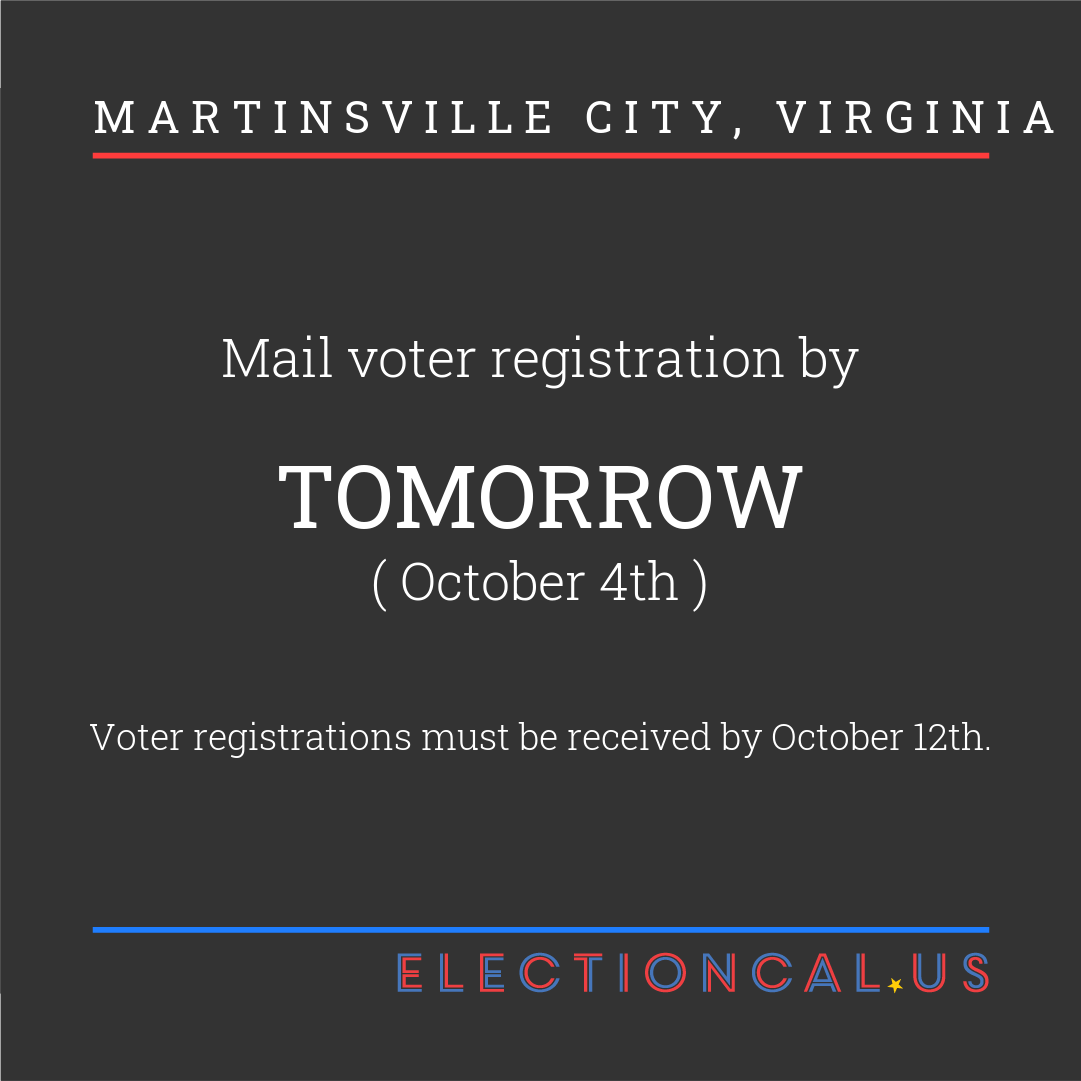 MARTINSVILLE CITY, VIRGINIA
Mail voter registration by
TOMORROW
( October 4th )
Voter registrations must be received by October 12th.
ELECTIONCAL.US